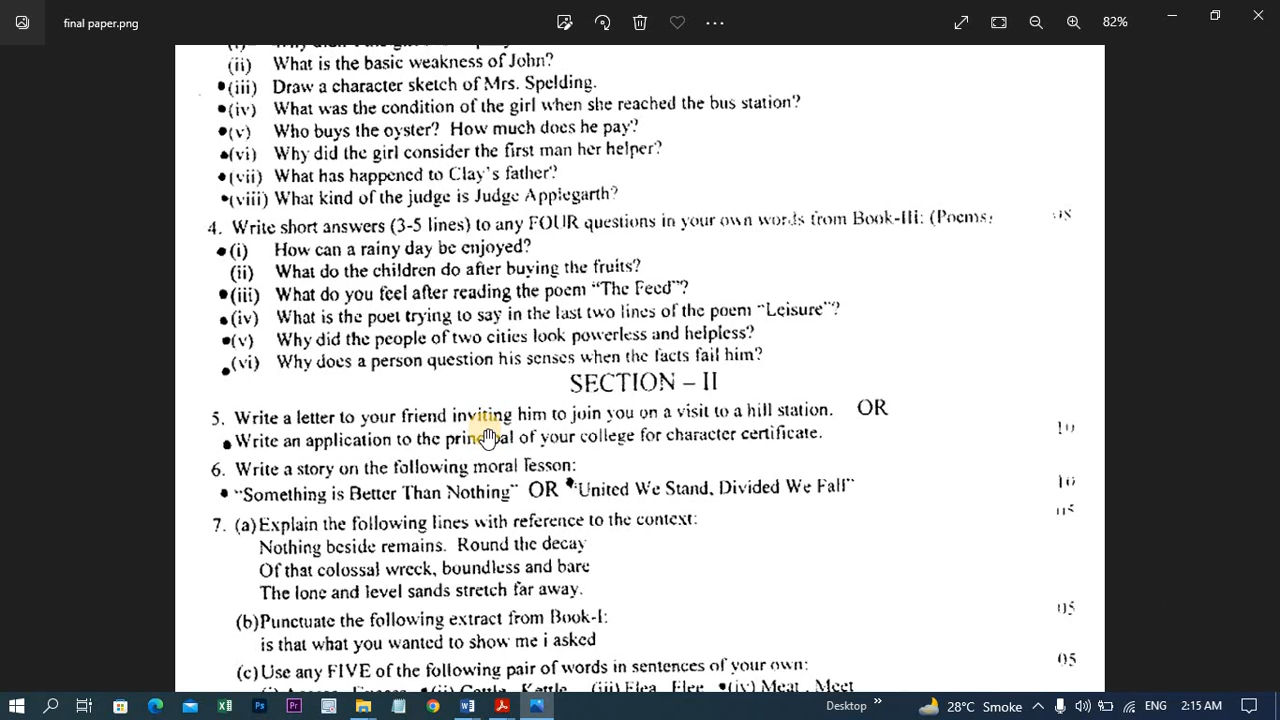 final paper.png
82%
(ii) What is the basic weakness of John?
(iii) Draw a character sketch of Mrs. Spelding.
(iv) What was the condition of the girl when she reached the bus station?
(v) Who buys the oyster? How much does he pay?
(vi) Why did the girl consider the first man her helper?
(vii) What has happened to Clay's father?
(viii) What kind of the judge is Judge Applegarth?
4. Write short answers (3-5 lines) to any FOUR questions in your own words from Book-III: (Poems)
(i) How can a rainy day be enjoyed?
(ii) What do the children do after buying the fruits?
(iii) What do you feel after reading the poem "The Feed"?
(iv) What is the poet trying to say in the last two lines of the poem "Leisure"?
(v) Why did the people of two cities look powerless and helpless?
(vi) Why does a person question his senses when the facts fail him?
SECTION – II
5. Write a letter to your friend inviting him to join you on a visit to a hill station. OR
Write an application to the principal of your college for character certificate. 10
6. Write a story on the following moral lesson:
"Something is Better Than Nothing" OR "United We Stand, Divided We Fall" 10
7. (a) Explain the following lines with reference to the context: 05
Nothing beside remains. Round the decay
Of that colossal wreck, boundless and bare
The lone and level sands stretch far away.
(b) Punctuate the following extract from Book-I: 05
is that what you wanted to show me i asked
(c) Use any FIVE of the following pair of words in sentences of your own: 05
(ii) Cattle, Kettle (iii) Flea, Flee (iv) Meat, Meet
Desktop 28°C Smoke ENG 2:15 AM